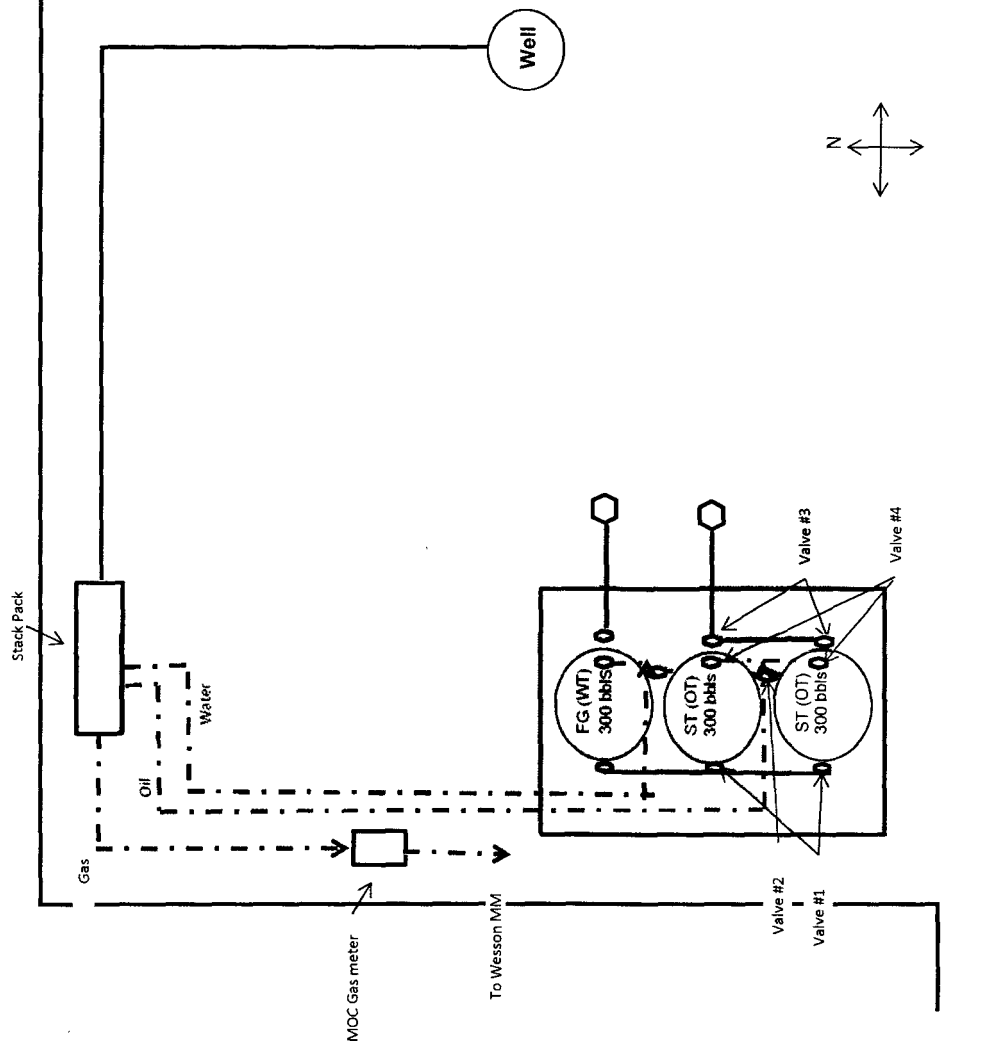 Well
N
Stack Pack
Water
Oil
Gas
MOC Gas meter
To Wesson MM
FG (WT)
300 bbls
ST (OT)
300 bbls
ST (OT)
300 bbls
Valve #3
Valve #4
Valve #2
Valve #1